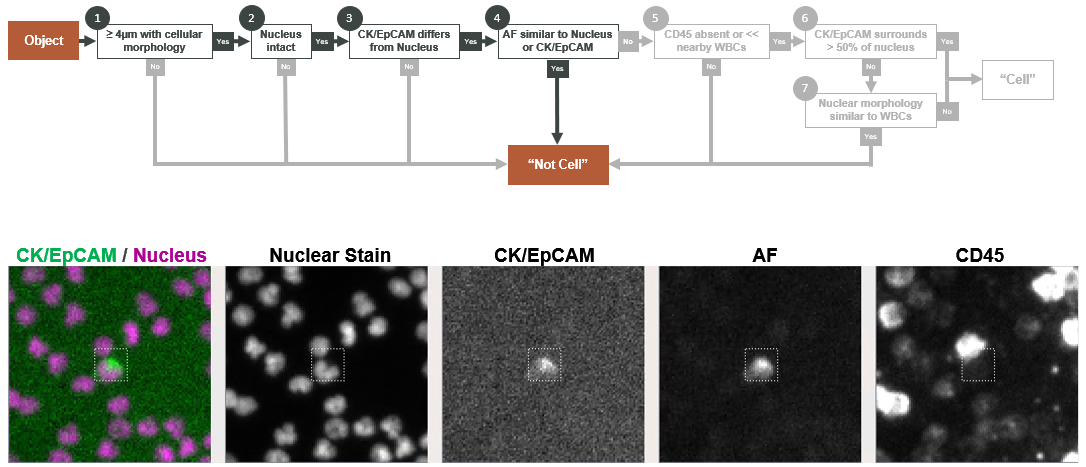 1
2
3
4
5
6
Object
≥ 4µm with cellular
morphology
Yes
Nucleus
intact
Yes
CK/EpCAM differs
from Nucleus
Yes
AF similar to Nucleus
or CK/EpCAM
No
CD45 absent or <<
nearby WBCs
Yes
CK/EpCAM surrounds
> 50% of nucleus
Yes
No
No
No
Yes
No
No
“Cell”
7
Nuclear morphology
similar to WBCs
No
Yes
“Not Cell”
CK/EpCAM / Nucleus
Nuclear Stain
CK/EpCAM
AF
CD45